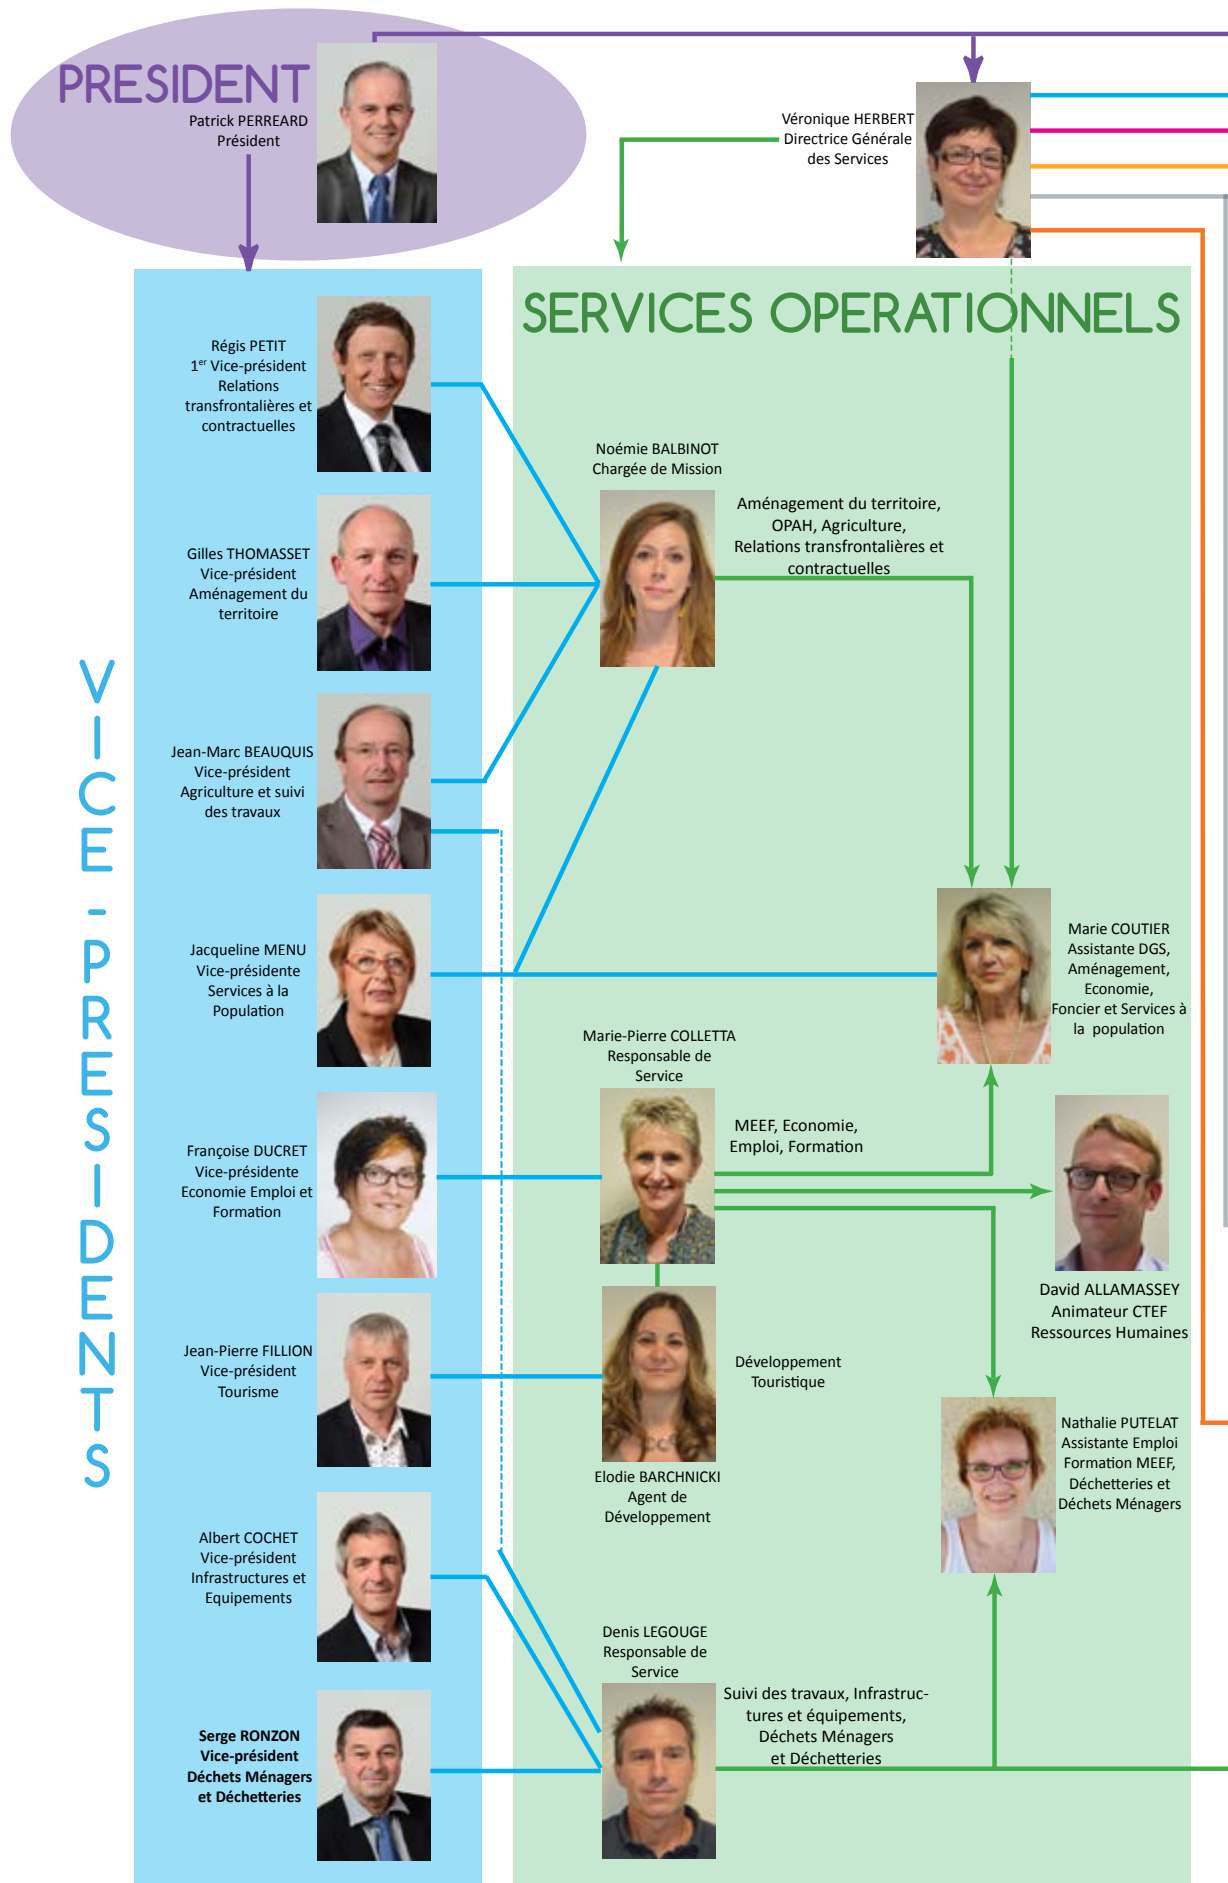 PRESIDENT
Patrick PERREARD
Président
Véronique HERBERT
Directrice Générale
des Services
VICE-PRESIDENTS
Régis PETIT
1er Vice-président
Relations
transfrontalières et
contractuelles
Gilles THOMASSET
Vice-président
Aménagement du
territoire
Jean-Marc BEAUQUIS
Vice-président
Agriculture et suivi
des travaux
Jacqueline MENU
Vice-présidente
Services à la
Population
Françoise DUCRET
Vice-présidente
Economie Emploi et
Formation
Jean-Pierre FILLION
Vice-président
Tourisme
Albert COCHET
Vice-président
Infrastructures et
Equipements
Serge RONZON
Vice-président
Déchets Ménagers
et Déchetteries
SERVICES OPERATIONNELS
Noémie BALBINOT
Chargée de Mission
Aménagement du territoire,
OPAH, Agriculture,
Relations transfrontalières et
contractuelles
Marie COUTIER
Assistante DGS,
Aménagement,
Economie,
Foncier et Services à
la population
Marie-Pierre COLLETTA
Responsable de
Service
MEEF, Economie,
Emploi, Formation
David ALLAMASSEY
Animateur CTEF
Ressources Humaines
Développement
Touristique
Elodie BARCHNICKI
Agent de
Développement
Nathalie PUTELAT
Assistante Emploi
Formation MEEF,
Déchetteries et
Déchets Ménagers
Denis LEGOUGE
Responsable de
Service
Suivi des travaux, Infrastruc-
tures et équipements,
Déchets Ménagers
et Déchetteries